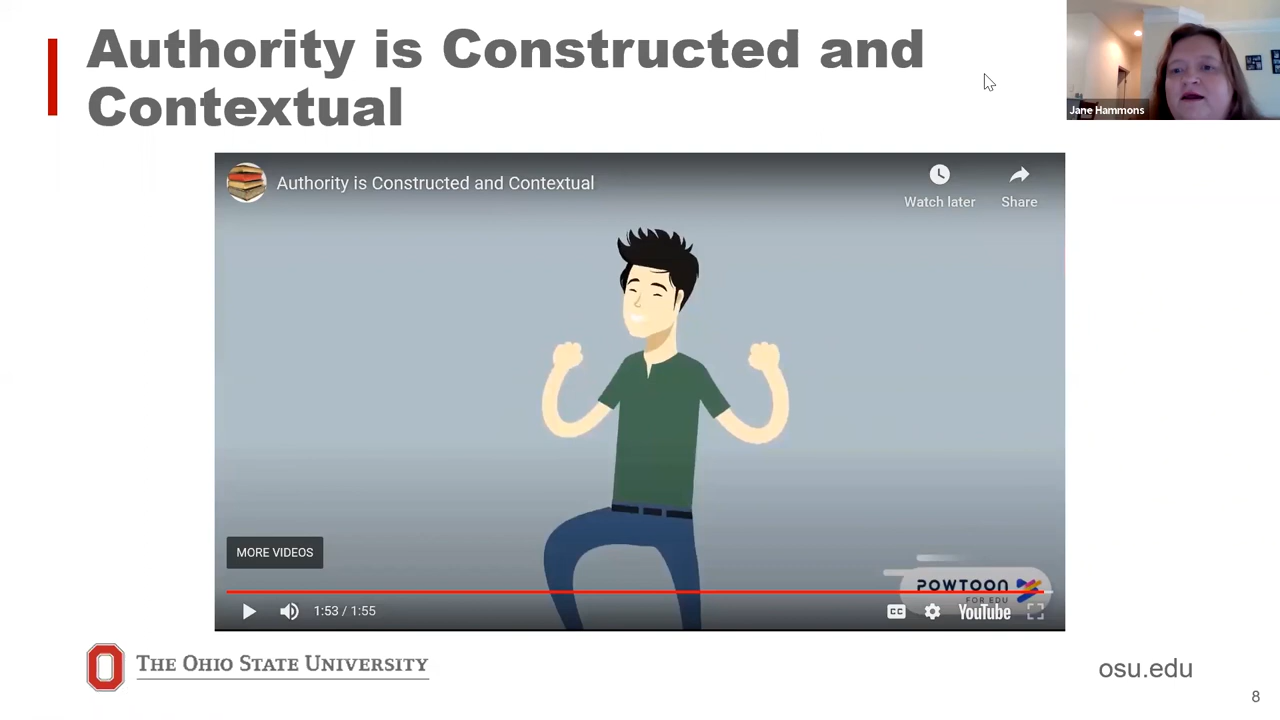 Authority is Constructed and
Contextual
Jane Hammons
Authority is Constructed and Contextual
Watch later
Share
MORE VIDEOS
POWTOON
FOR EDU
1:53 / 1:55
CC
YouTube
THE OHIO STATE UNIVERSITY
osu.edu
8